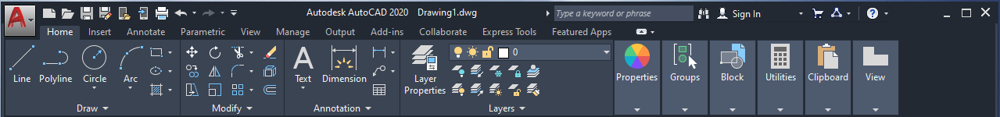 Autodesk AutoCAD 2020 Drawing1.dwg Type a keyword or phrase Sign In
Home Insert Annotate Parametric View Manage Output Add-ins Collaborate Express Tools Featured Apps
0
Line Polyline Circle Arc Text Dimension Layer Properties Properties Groups Block Utilities Clipboard View
Draw Modify Annotation Layers